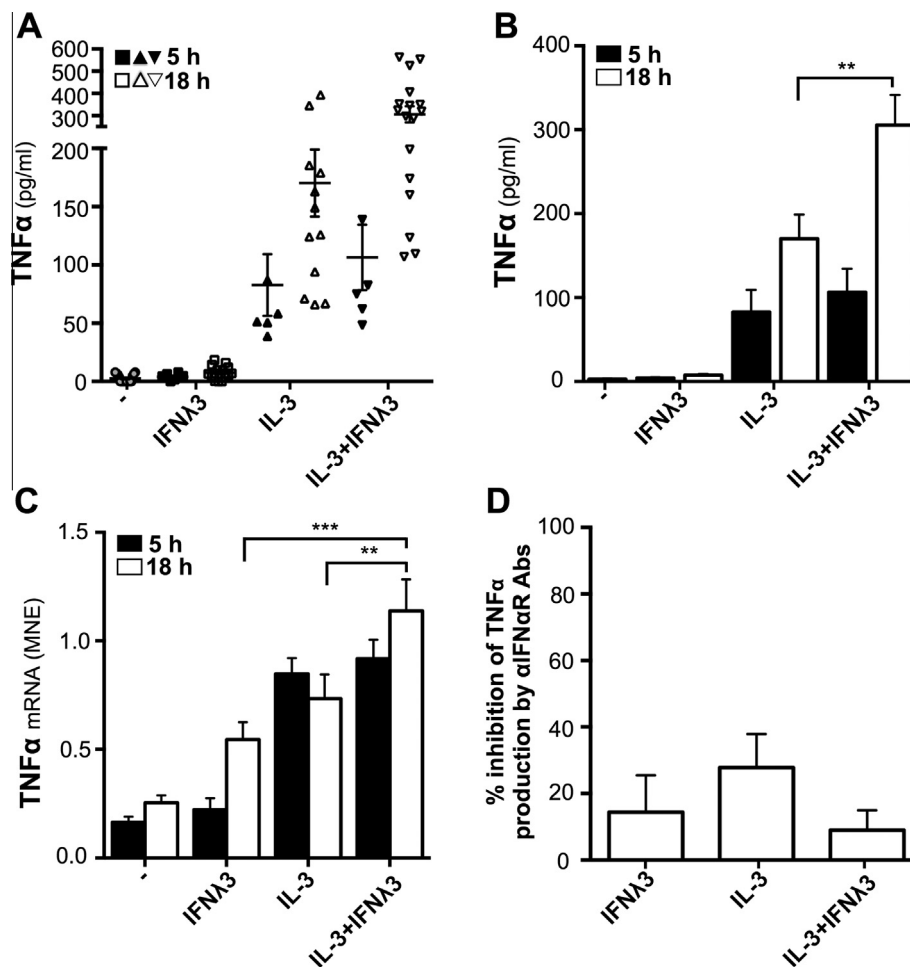 A
■▲▼ 5 h
□△▽ 18 h
TNFα (pg/ml)
600
500
400
300
200
150
100
50
0
-
IFNλ3
IL-3
IL-3+IFNλ3
B
5 h
18 h
**
TNFα (pg/ml)
400
300
200
100
0
-
IFNλ3
IL-3
IL-3+IFNλ3
C
5 h
18 h
***
**
TNFα mRNA (MNE)
1.5
1.0
0.5
0.0
-
IFNλ3
IL-3
IL-3+IFNλ3
D
% inhibition of TNFα
production by αIFNαR Abs
100
80
60
40
20
0
IFNλ3
IL-3
IL-3+IFNλ3